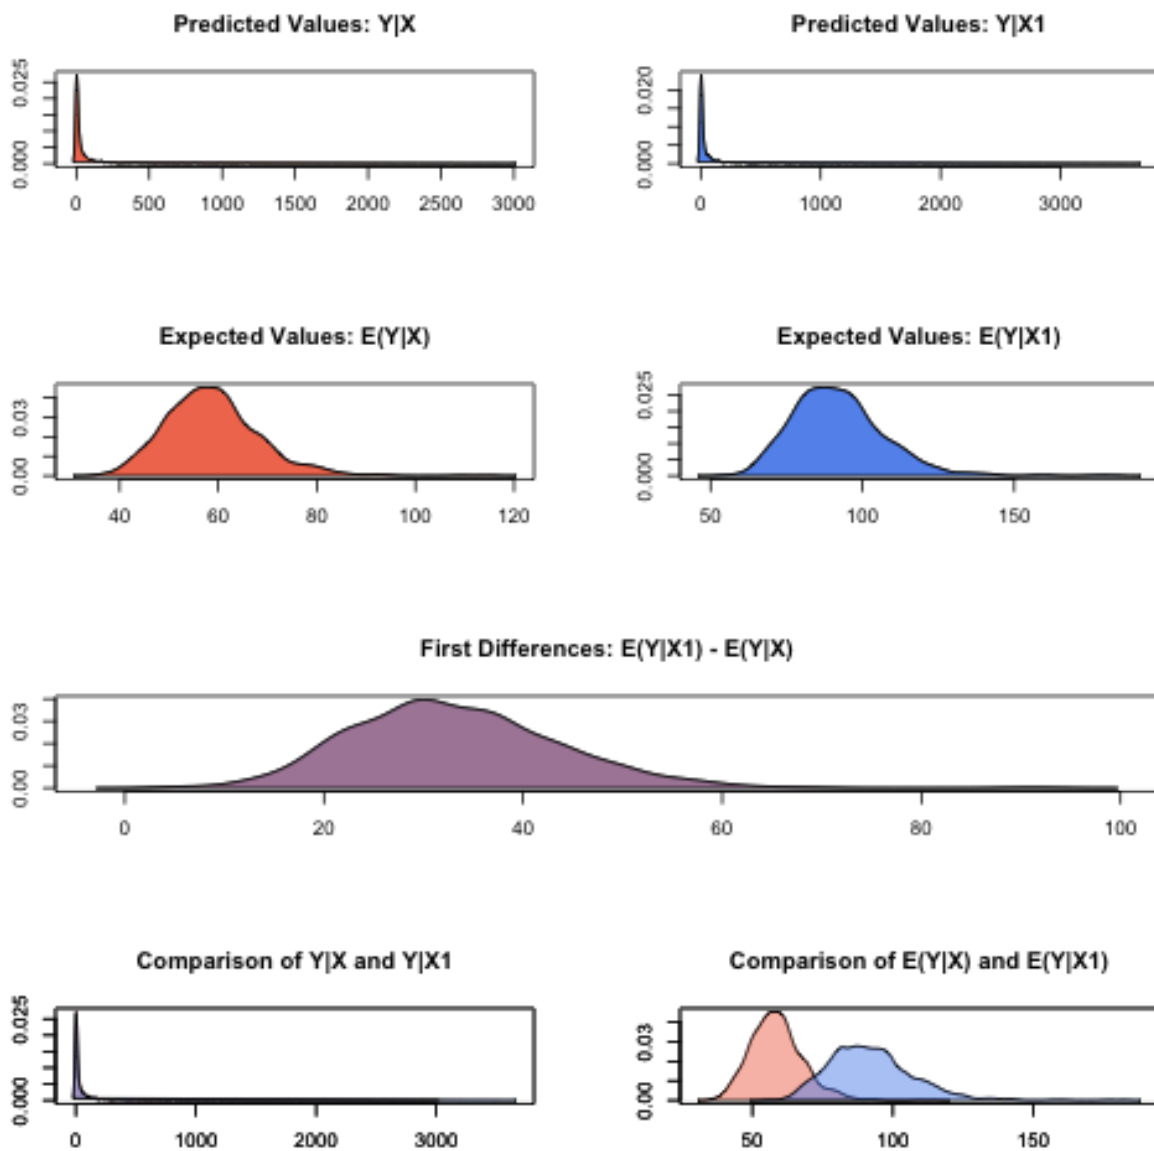 Predicted Values: Y|X
0.000 0.025
0 500 1000 1500 2000 2500 3000
Predicted Values: Y|X1
0.000 0.020
0 1000 2000 3000
Expected Values: E(Y|X)
0.00 0.03
40 60 80 100 120
Expected Values: E(Y|X1)
0.000 0.025
50 100 150
First Differences: E(Y|X1) - E(Y|X)
0.00 0.03
0 20 40 60 80 100
Comparison of Y|X and Y|X1
0.000 0.025
0 1000 2000 3000
Comparison of E(Y|X) and E(Y|X1)
0.00 0.03
50 100 150